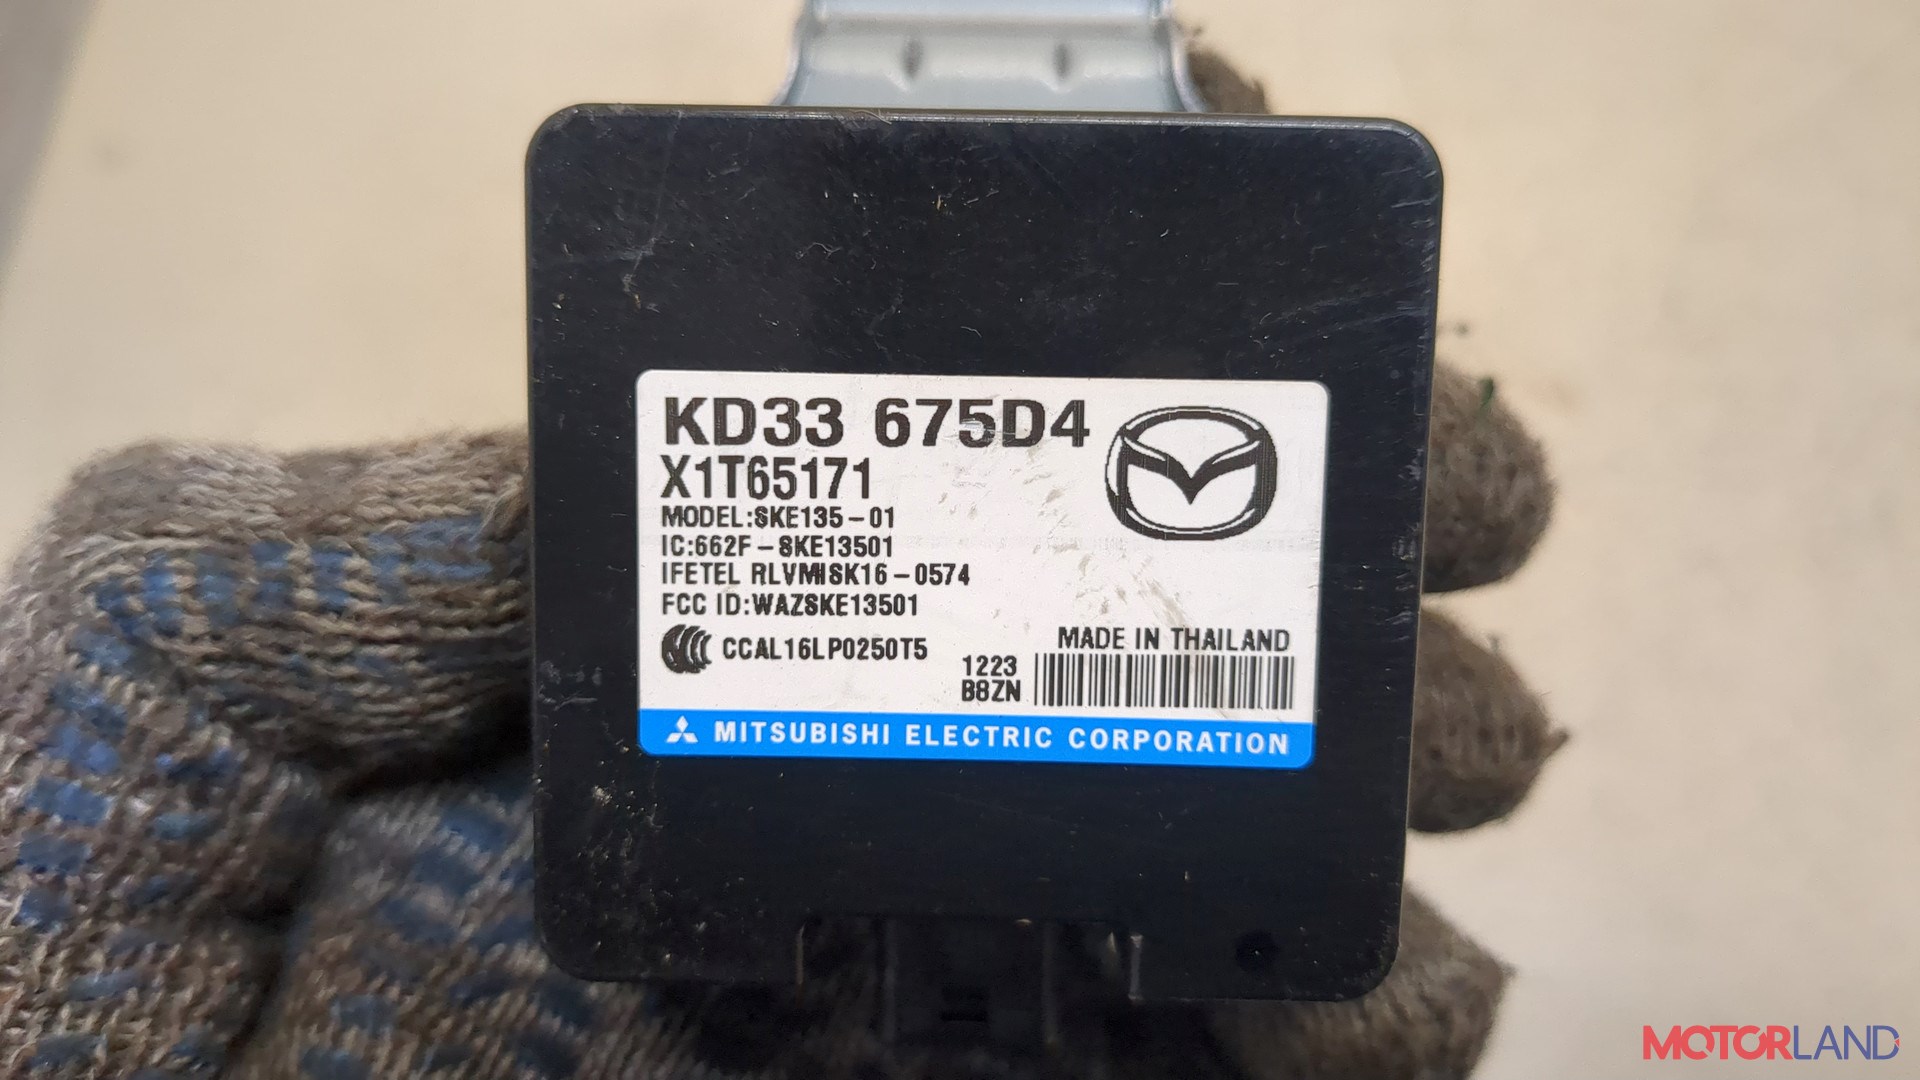 KD33 675D4
X1T65171
MODEL:SKE135-01
IC:662F-SKE13501
IFETEL RLVMISK16-0574
FCC ID:WAZSKE13501
CCAL16LP0250T5
MADE IN THAILAND
1223
B8ZN
MITSUBISHI ELECTRIC CORPORATION
MOTORLAND